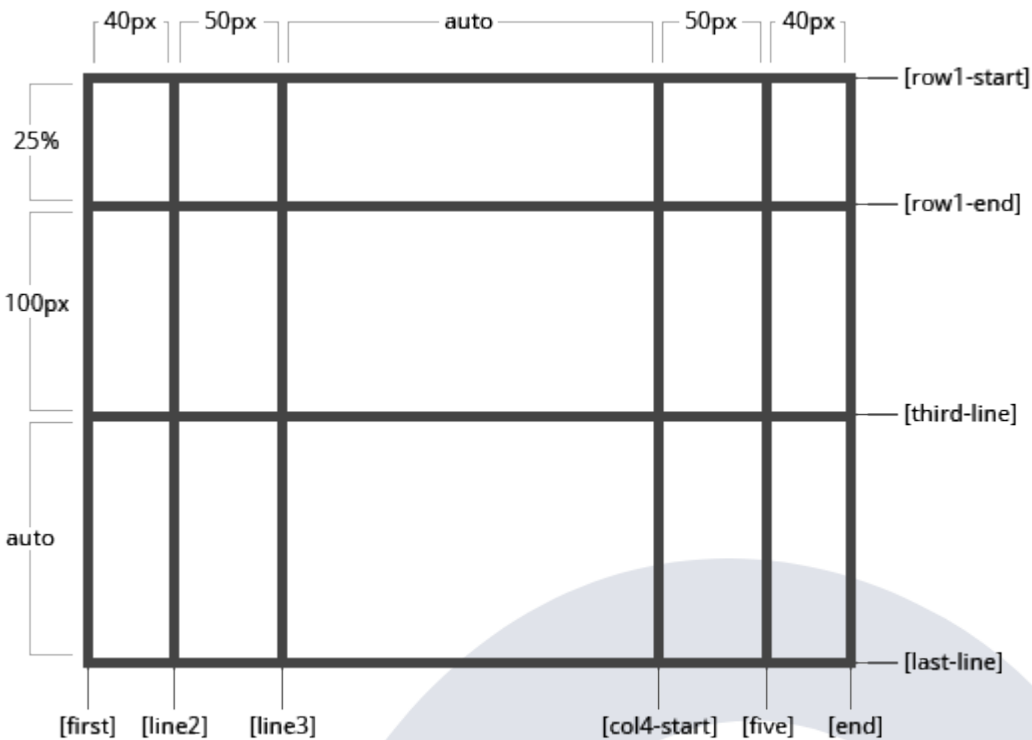 40px 50px auto 50px 40px
[row1-start]
25%
[row1-end]
100px
[third-line]
auto
[last-line]
[first] [line2] [line3] [col4-start] [five] [end]